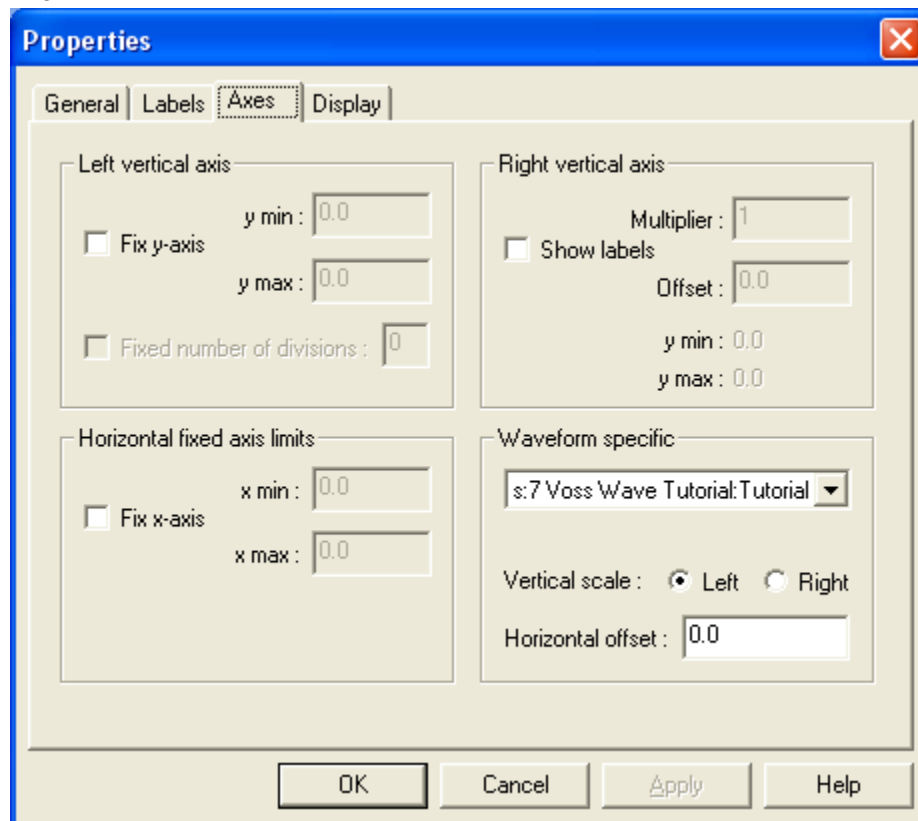 Properties
General
Labels
Axes
Display
Left vertical axis
y min : 0.0
Fix y-axis
y max : 0.0
Fixed number of divisions : 0
Right vertical axis
Multiplier : 1
Show labels
Offset : 0.0
y min : 0.0
y max : 0.0
Horizontal fixed axis limits
x min : 0.0
Fix x-axis
x max : 0.0
Waveform specific
s:7 Voss Wave Tutorial:Tutorial
Vertical scale : Left Right
Horizontal offset : 0.0
OK
Cancel
Apply
Help